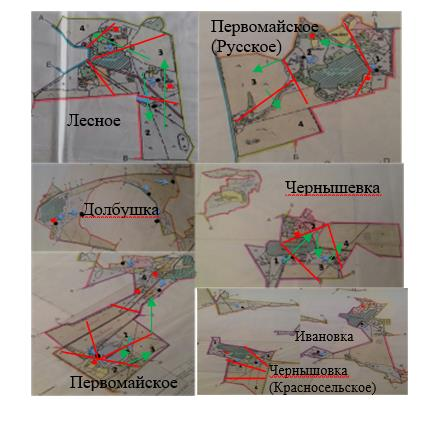 Лесное
Первомайское
(Русское)
Долбушка
Чернышевка
Первомайское
Ивановка
Чернышовка
(Красносельское)